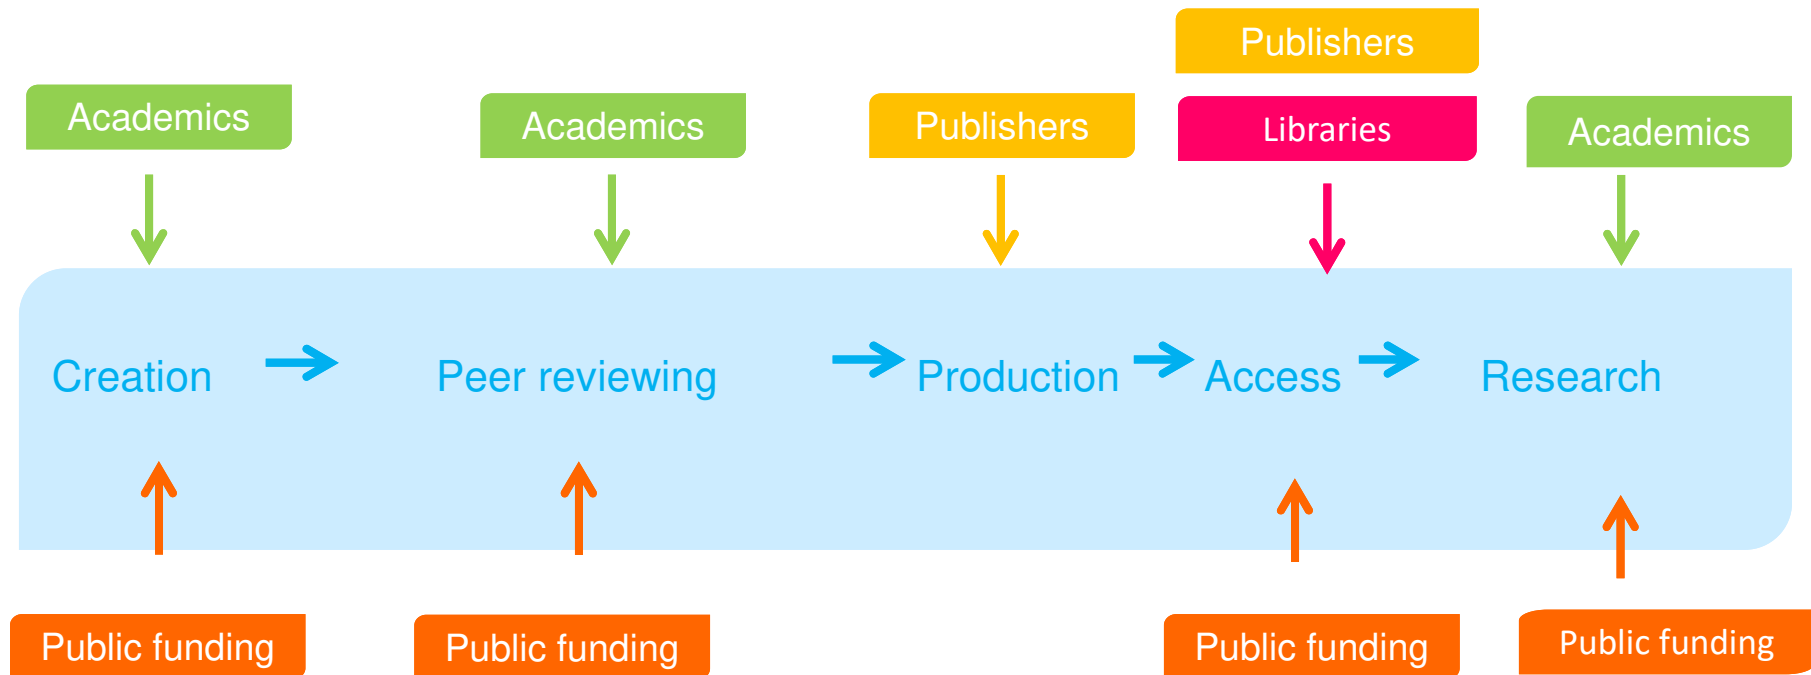 Publishers
Academics
Academics
Publishers
Libraries
Academics
Creation
Peer reviewing
Production
Access
Research
Public funding
Public funding
Public funding
Public funding